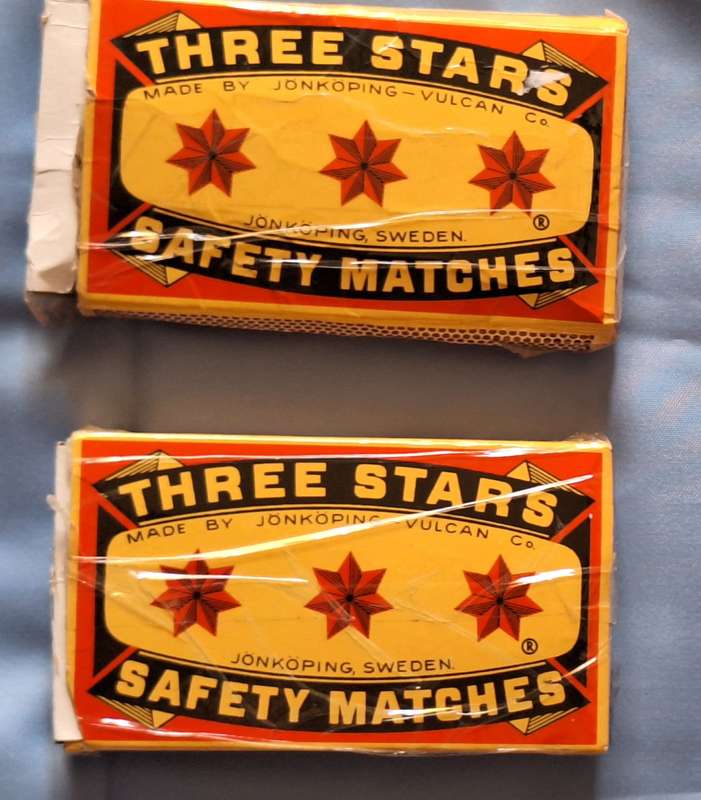 THREE STARS
MADE BY JÖNKÖPING-VULCAN Co.
JÖNKÖPING, SWEDEN.
®
SAFETY MATCHES
THREE STARS
MADE BY JÖNKÖPING-VULCAN Co.
JÖNKÖPING, SWEDEN.
®
SAFETY MATCHES